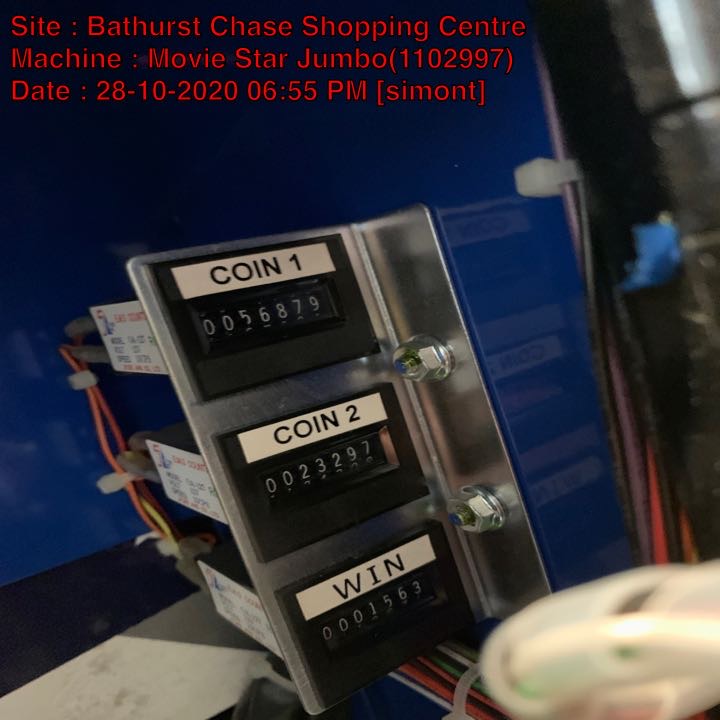 Site : Bathurst Chase Shopping Centre
Machine : Movie Star Jumbo(1102997)
Date : 28-10-2020 06:55 PM [simont]
COIN 1
0056879
COIN 2
0023297
WIN
0001563